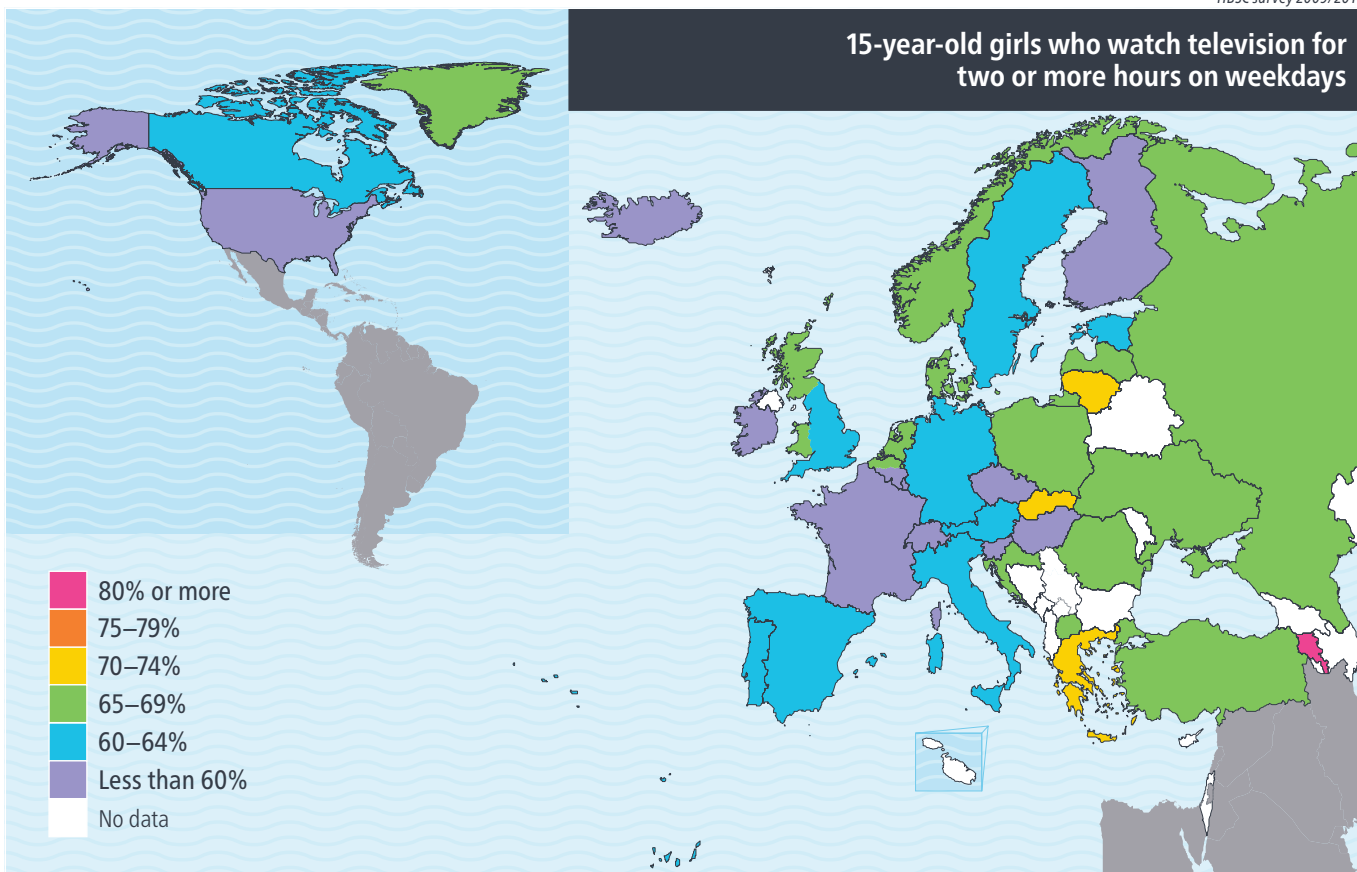 15-year-old girls who watch television for
two or more hours on weekdays
80% or more
75–79%
70–74%
65–69%
60–64%
Less than 60%
No data